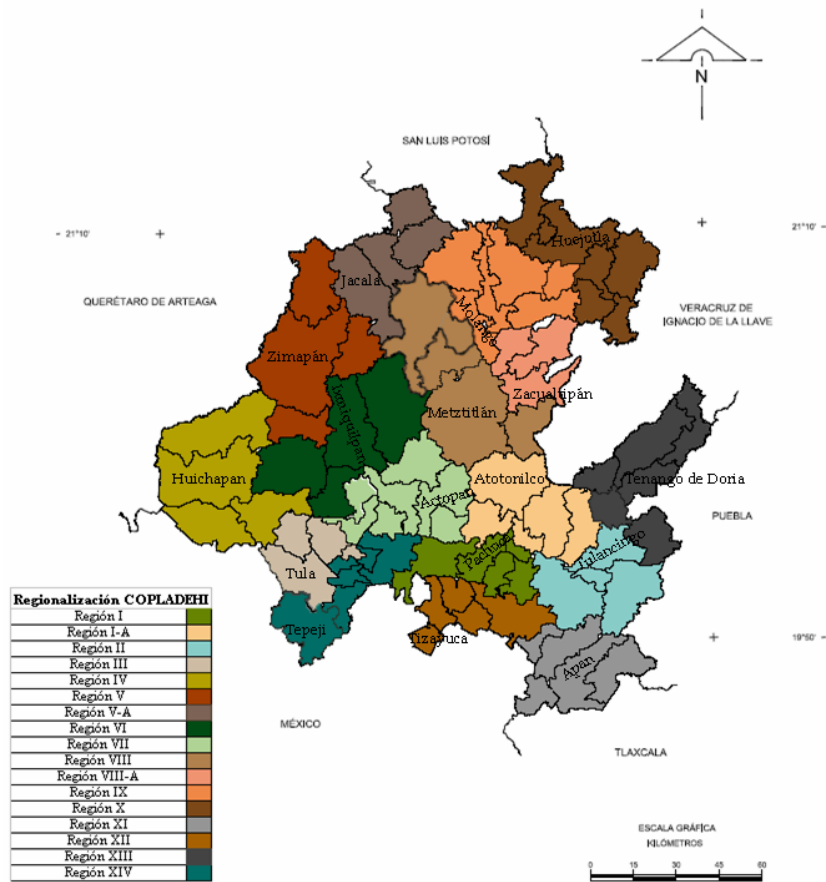 N
SAN LUIS POTOSÍ
21°10'
21°10'
Huejutla
Jacala
QUERÉTARO DE ARTEAGA
Molango
VERACRUZ DE
IGNACIO DE LA LLAVE
Zimapán
Zacualtipán
Ixmiquilpan
Metztitlán
Huichapan
Atotonilco
Tenango de Doria
Actopan
PUEBLA
Pachuca
Tulancingo
Tula
Tepeji
Tizayuca
19°50'
Apan
MÉXICO
TLAXCALA
Regionalización COPLADEHI
Región I
Región I-A
Región II
Región III
Región IV
Región V
Región V-A
Región VI
Región VII
Región VIII
Región VIII-A
Región IX
Región X
Región XI
Región XII
Región XIII
Región XIV
ESCALA GRÁFICA
KILÓMETROS
0 15 30 45 60